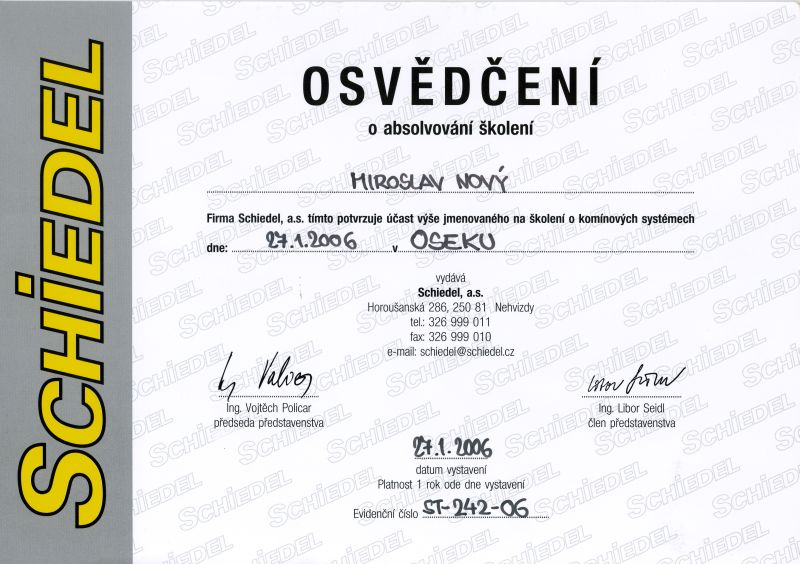 SCHiEDEL
OSVĚDČENÍ
o absolvování školení
MIROSLAV NOVÝ
Firma Schiedel, a.s. tímto potvrzuje účast výše jmenovaného na školení o komínových systémech
dne: 27.1.2006 v OSEKU
vydává
Schiedel, a.s.
Horoušanská 286, 250 81 Nehvizdy
tel.: 326 999 011
fax: 326 999 010
e-mail: schiedel@schiedel.cz
Ing. Vojtěch Policar
předseda představenstva
Ing. Libor Seidl
člen představenstva
27.1.2006
datum vystavení
Platnost 1 rok ode dne vystavení
Evidenční číslo ST-242-06